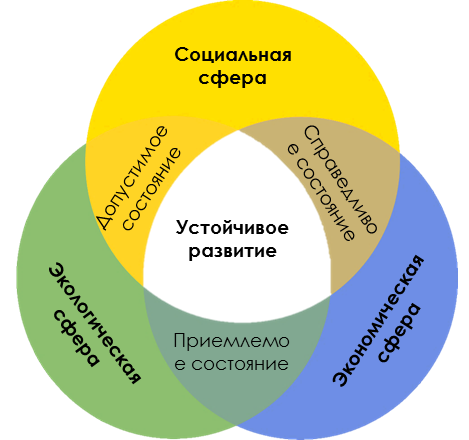 Социальная
сфера
Допустимое
состояние
Справедливо
е состояние
Устойчивое
развитие
Экологическая
сфера
Приемлемо
е состояние
Экономическая
сфера